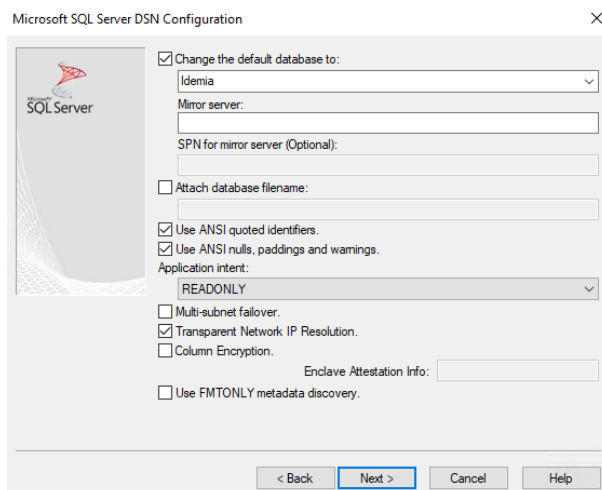 Microsoft SQL Server DSN Configuration
Microsoft
SQL Server
Change the default database to:
Idemia
Mirror server:
SPN for mirror server (Optional):
Attach database filename:
Use ANSI quoted identifiers.
Use ANSI nulls, paddings and warnings.
Application intent:
READONLY
Multi-subnet failover.
Transparent Network IP Resolution.
Column Encryption.
Enclave Attestation Info:
Use FMTONLY metadata discovery.
< Back Next > Cancel Help